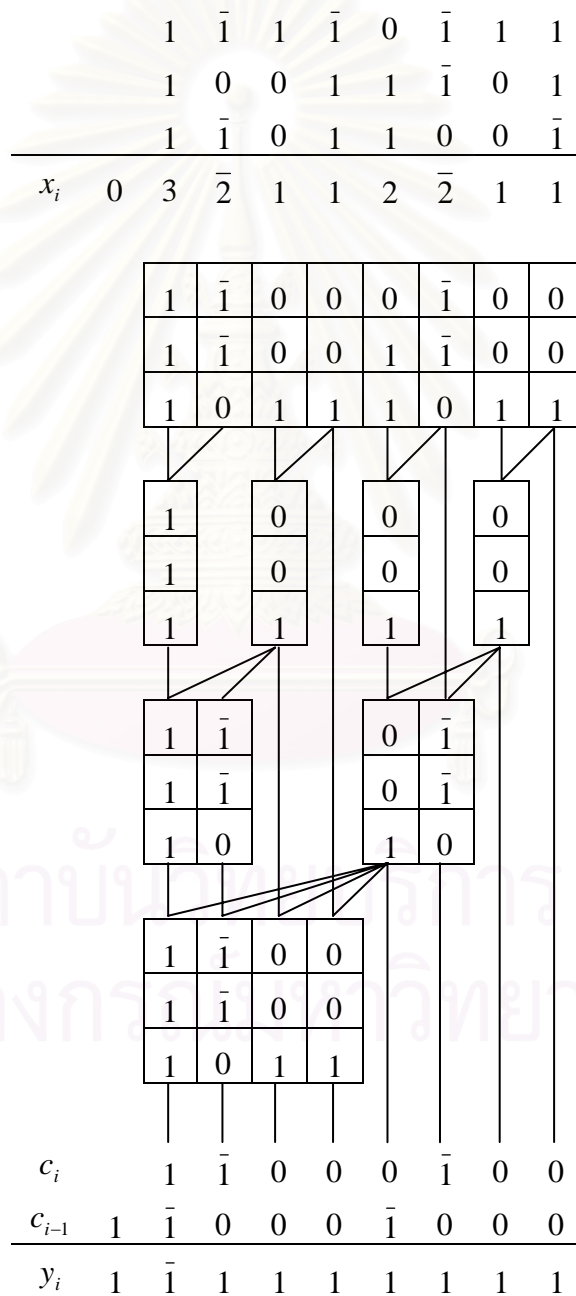 1 1̄ 1 1̄ 0 1̄ 1 1
1 0 0 1 1 1̄ 0 1
1 1̄ 0 1 1 0 0 1̄
xᵢ 0 3 2̄ 1 1 2 2̄ 1 1
1 1̄ 0 0 0 1̄ 0 0
1 1̄ 0 0 1 1̄ 0 0
1 0 1 1 1 0 1 1
1 0 0 0
1 0 0 0
1 1 1 1
1 1̄ 0 1̄
1 1̄ 0 1̄
1 0 1 0
1 1̄ 0 0
1 1̄ 0 0
1 0 1 1
cᵢ 1 1̄ 0 0 0 1̄ 0 0
cᵢ₋₁ 1 1̄ 0 0 0 1̄ 0 0 0
yᵢ 1 1̄ 1 1 1 1 1 1 1